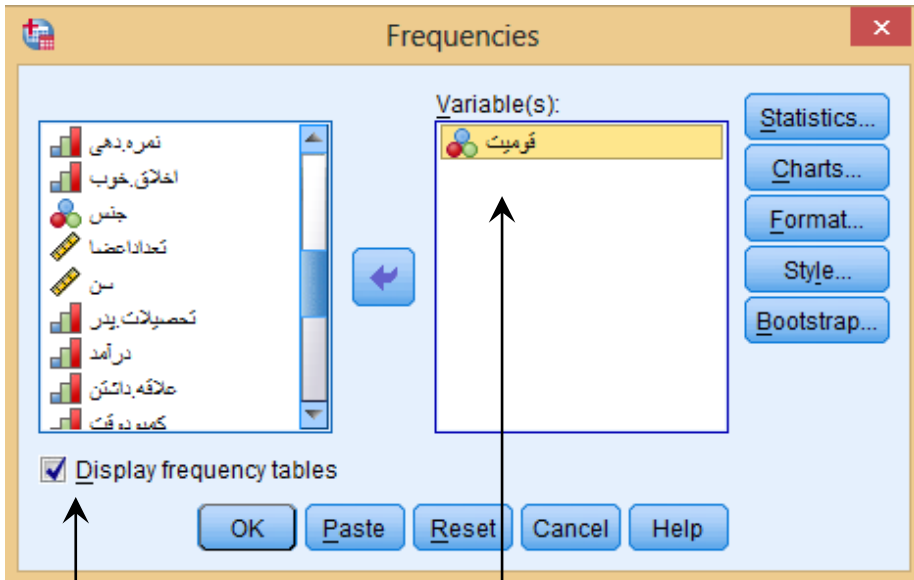 Frequencies
Variable(s):
نمره.دهی
اخلاق.خوب
جنس
تعداداعضا
سن
تحصیلات.پدر
درآمد
علاقه.داشتن
کمبودوقت
قومیت
Statistics...
Charts...
Format...
Style...
Bootstrap...
Display frequency tables
OK
Paste
Reset
Cancel
Help